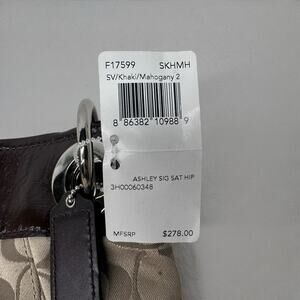 F17599 SKHMH
SV/Khaki/Mahogany 2
8 86382 10988 9
ASHLEY SIG SAT HIP
3H00060348
MFSRP $278.00